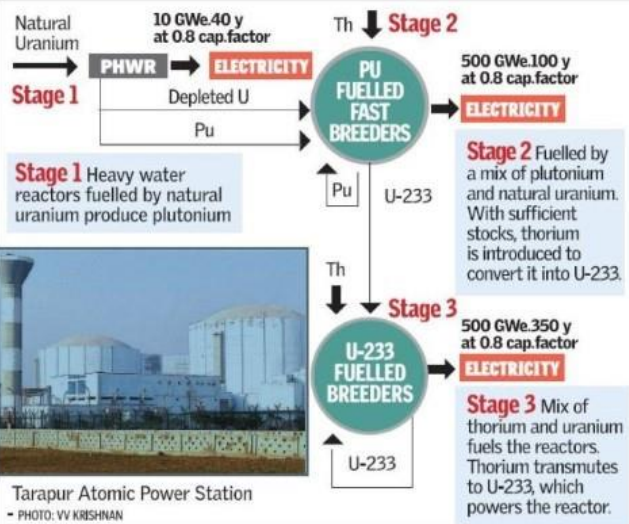 Natural
Uranium
10 GWe.40 y
at 0.8 cap.factor
PHWR
ELECTRICITY
Stage 1
Depleted U
Pu
Th
Stage 2
PU
FUELLED
FAST
BREEDERS
500 GWe.100 y
at 0.8 cap.factor
ELECTRICITY
Stage 1 Heavy water
reactors fuelled by natural
uranium produce plutonium
Pu
U-233
Stage 2 Fuelled by
a mix of plutonium
and natural uranium.
With sufficient
stocks, thorium
is introduced to
convert it into U-233.
Th
Stage 3
U-233
FUELLED
BREEDERS
500 GWe.350 y
at 0.8 cap.factor
ELECTRICITY
U-233
Stage 3 Mix of
thorium and uranium
fuels the reactors.
Thorium transmutes
to U-233, which
powers the reactor.
Tarapur Atomic Power Station
- PHOTO: VV KRISHNAN